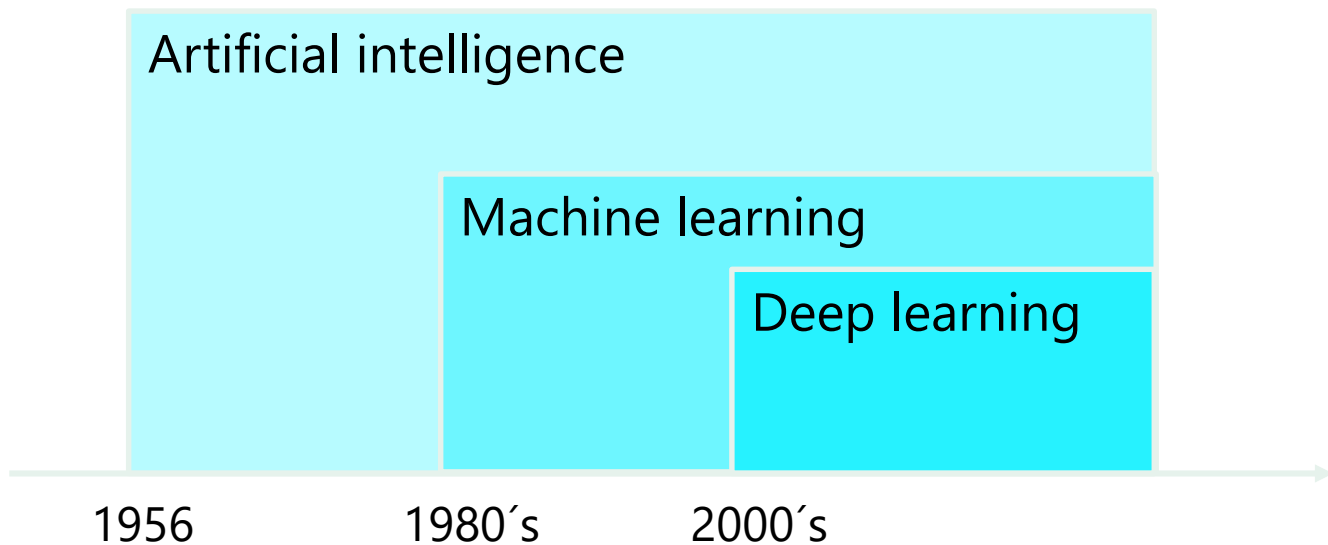 Artificial intelligence
Machine learning
Deep learning
1956 1980´s 2000´s